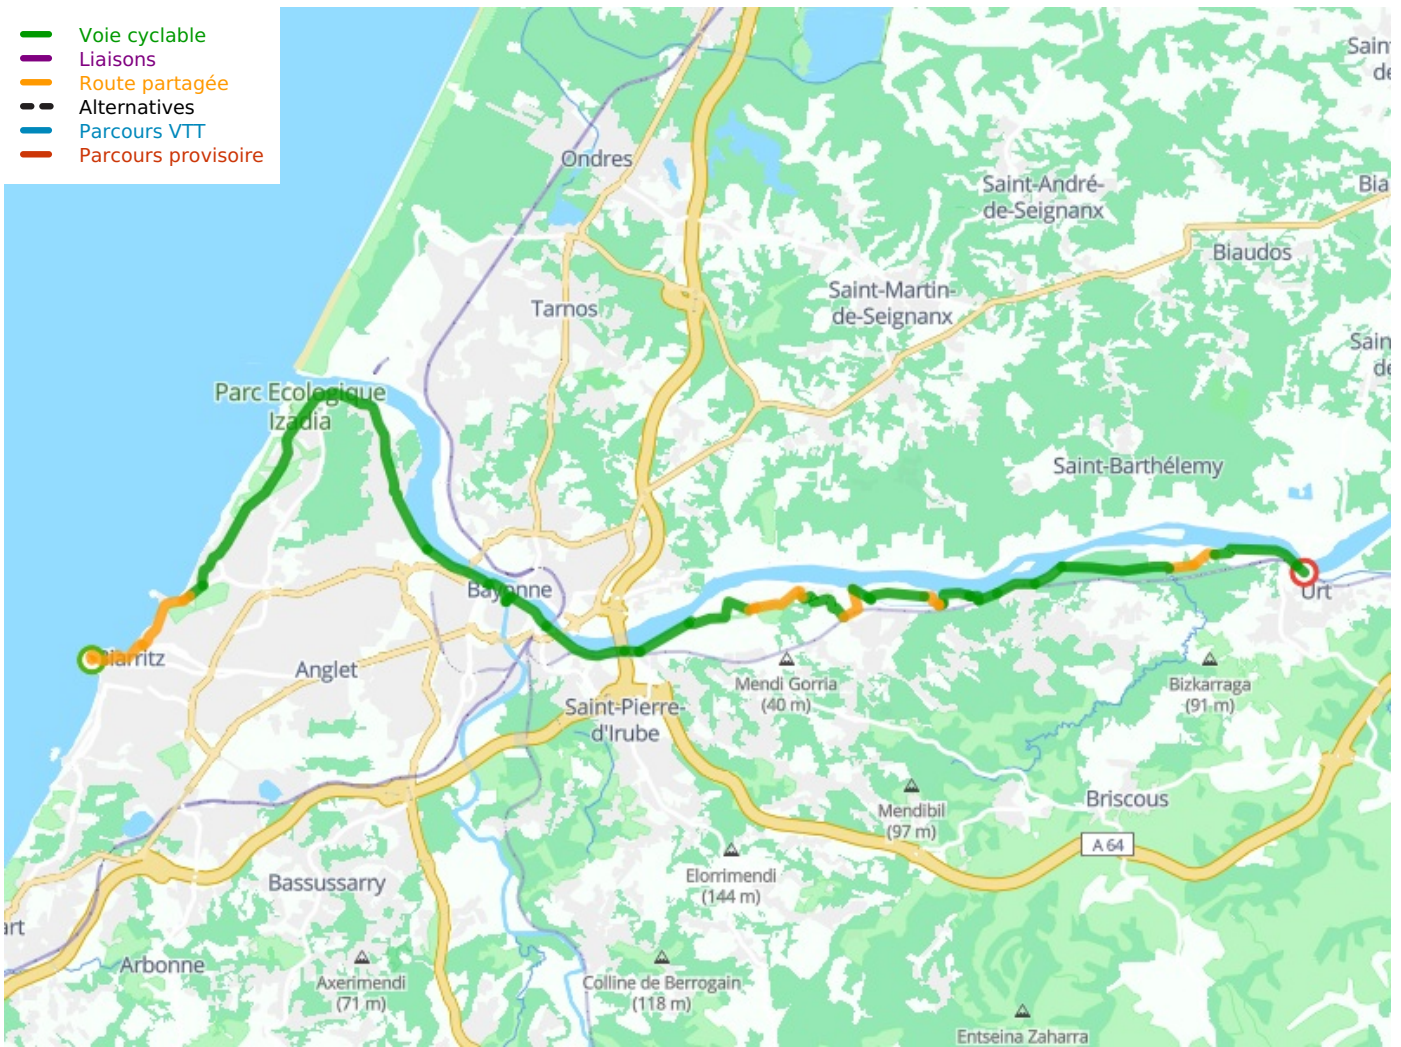 Voie cyclable
Liaisons
Route partagée
Alternatives
Parcours VTT
Parcours provisoire
Ondres
Saint-André-
de-Seignanx
Biaudos
Saint-Martin-
de-Seignanx
Tarnos
Parc Ecologique
Izadia
Saint-Barthélemy
Bayonne
Urt
Biarritz
Anglet
Mendi Gorria
(40 m)
Bizkarraga
(91 m)
Saint-Pierre-
d'Irube
Mendibil
(97 m)
Briscous
A 64
Elorrimendi
(144 m)
Bassussarry
Arbonne
Axerimendi
(71 m)
Colline de Berrogain
(118 m)
Entseina Zaharra